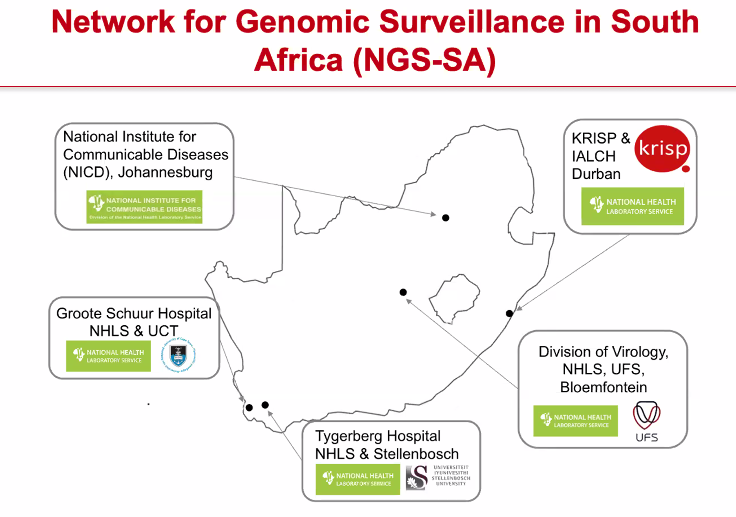 Network for Genomic Surveillance in South
Africa (NGS-SA)
National Institute for
Communicable Diseases
(NICD), Johannesburg
NATIONAL INSTITUTE FOR
COMMUNICABLE DISEASES
Division of the National Health Laboratory Service
KRISP &
IALCH
Durban
krisp
NATIONAL HEALTH
LABORATORY SERVICE
Groote Schuur Hospital
NHLS & UCT
NATIONAL HEALTH
LABORATORY SERVICE
Division of Virology,
NHLS, UFS,
Bloemfontein
NATIONAL HEALTH
LABORATORY SERVICE
UFS
Tygerberg Hospital
NHLS & Stellenbosch
NATIONAL HEALTH
LABORATORY SERVICE
UNIVERSITEIT
IYUNIVESITHI
STELLENBOSCH
UNIVERSITY